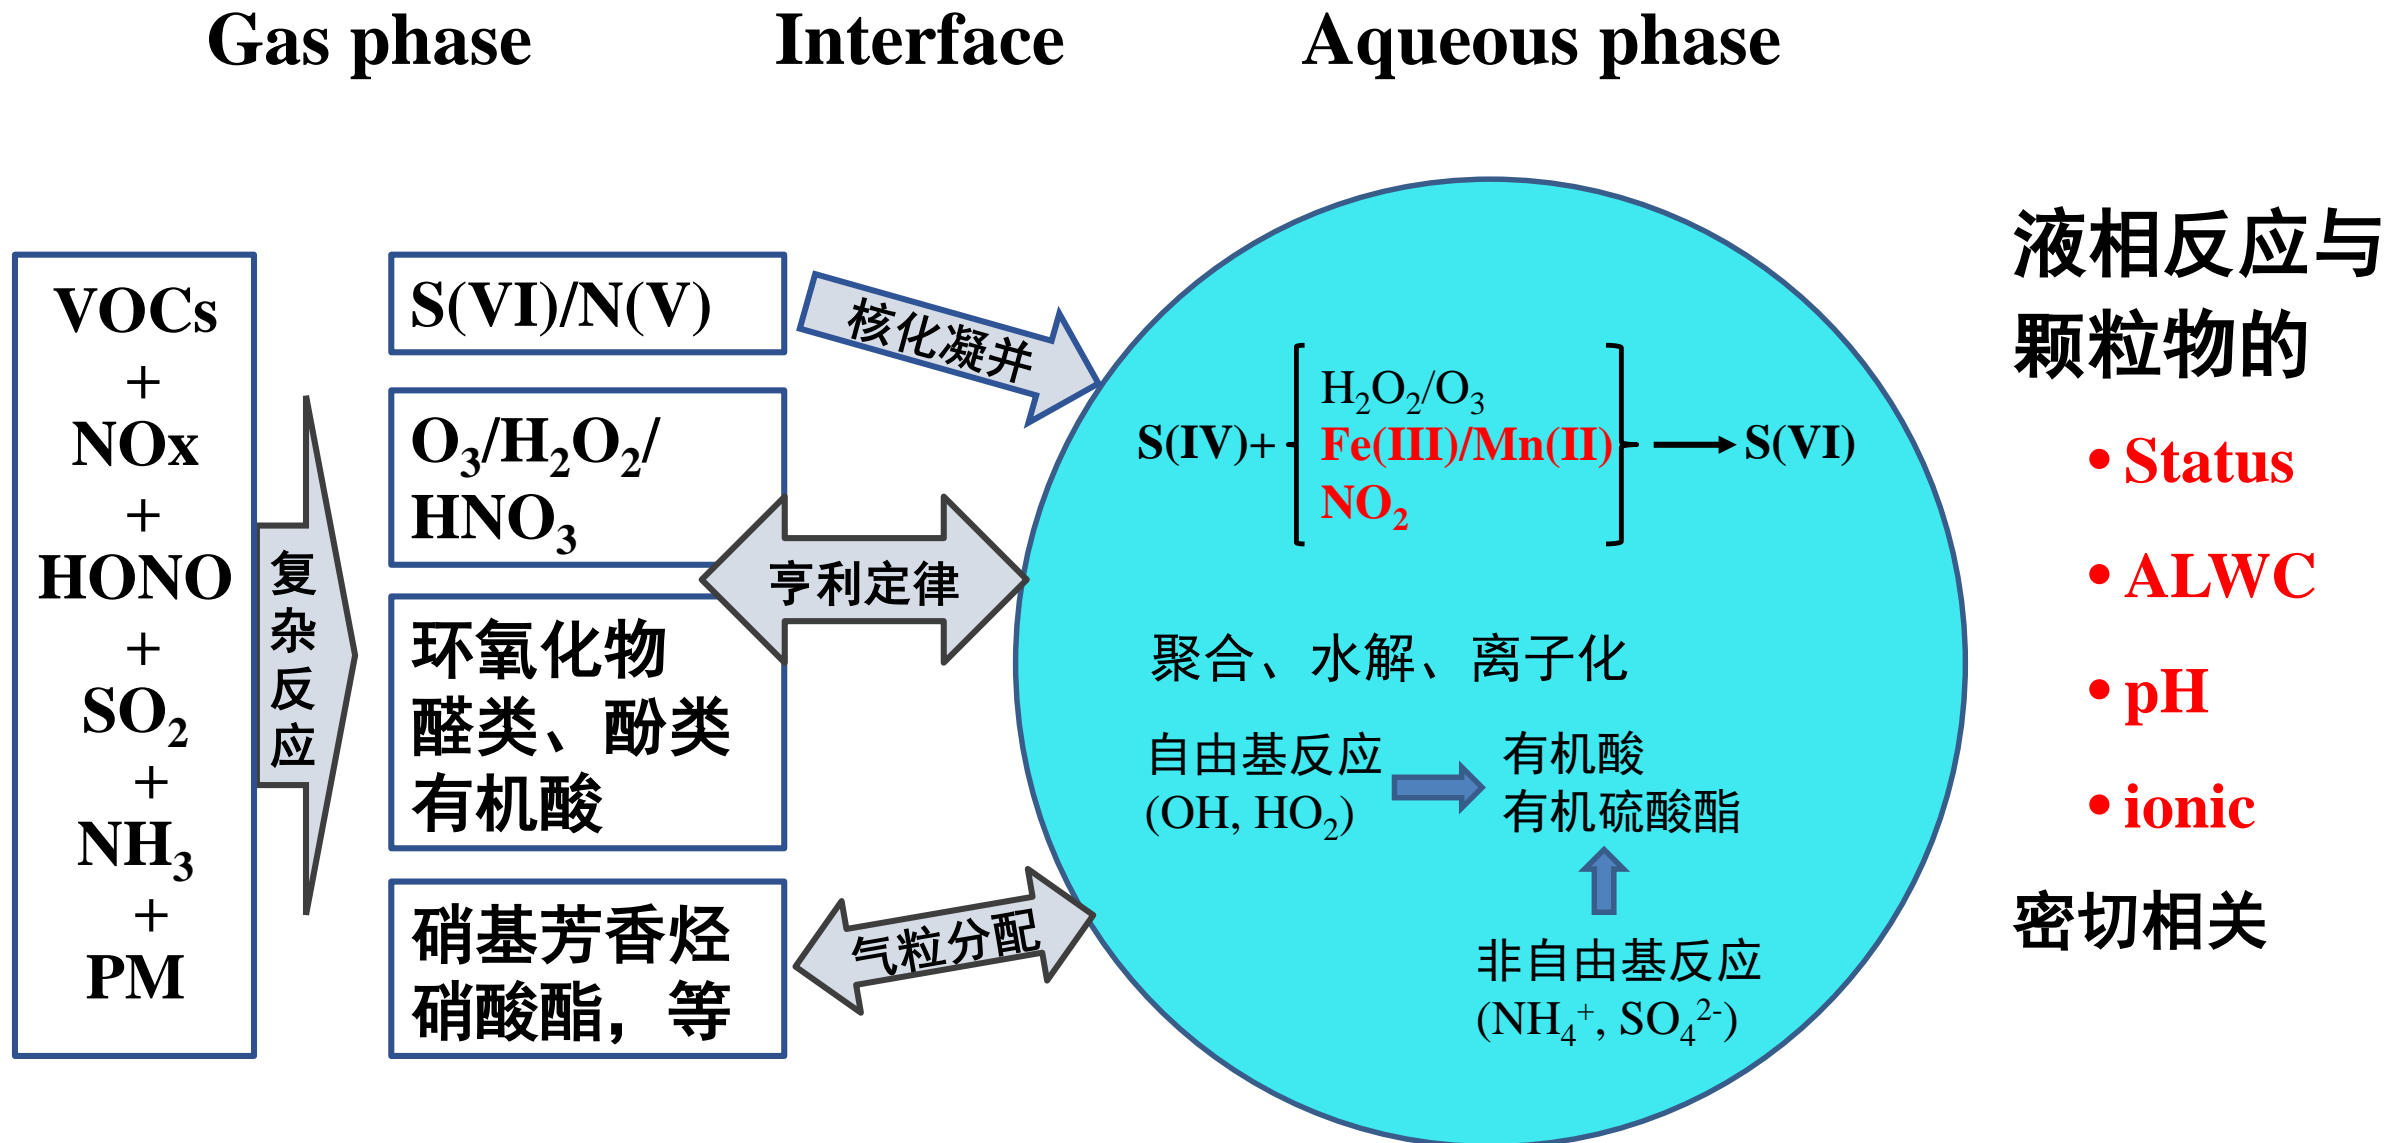 Gas phase
Interface
Aqueous phase
VOCs
+
NOx
+
HONO
+
SO₂
+
NH₃
+
PM
复
杂
反
应
S(VI)/N(V)
O₃/H₂O₂/
HNO₃
环氧化物
醛类、酚类
有机酸
硝基芳香烃
硝酸酯，等
核化凝并
亨利定律
气粒分配
S(IV)+
H₂O₂/O₃
Fe(III)/Mn(II)
NO₂
S(VI)
聚合、水解、离子化
自由基反应
(OH, HO₂)
有机酸
有机硫酸酯
非自由基反应
(NH₄⁺, SO₄²⁻)
液相反应与
颗粒物的
• Status
• ALWC
• pH
• ionic
密切相关